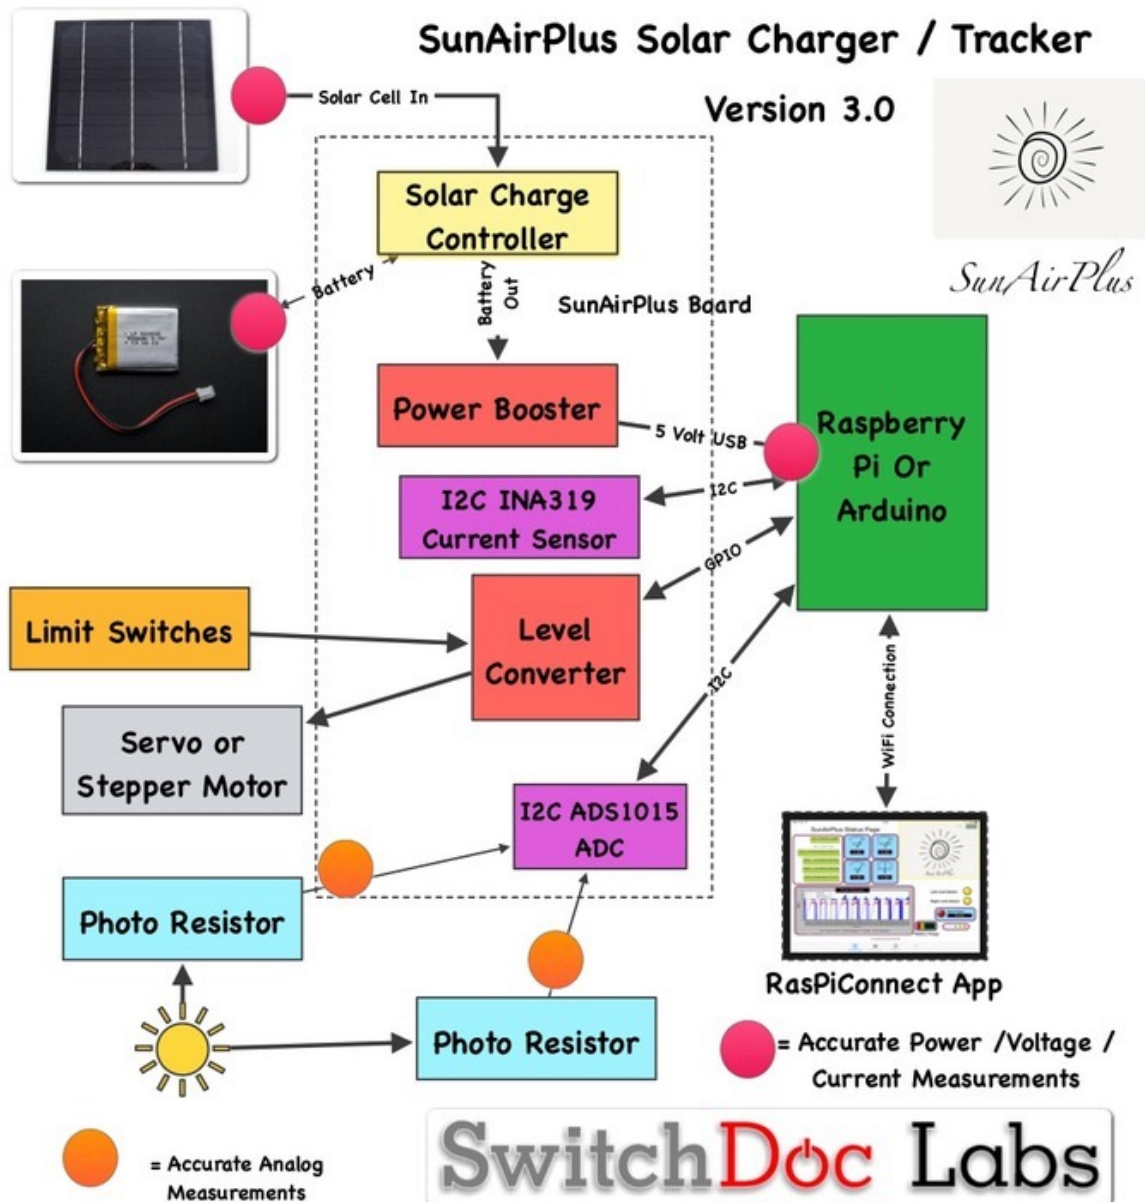 SunAirPlus Solar Charger / Tracker
Version 3.0
Solar Cell In
Solar Charge
Controller
SunAirPlus
Battery
Battery
Out
SunAirPlus Board
Power Booster
5 Volt USB
Raspberry
Pi Or
Arduino
I2C INA319
Current Sensor
I2C
GPIO
Limit Switches
Level
Converter
I2C
WiFi Connection
Servo or
Stepper Motor
I2C ADS1015
ADC
SunAirPlus Status Page
Photo Resistor
RasPiConnect App
Photo Resistor
= Accurate Power /Voltage /
Current Measurements
= Accurate Analog
Measurements
SwitchDoc Labs